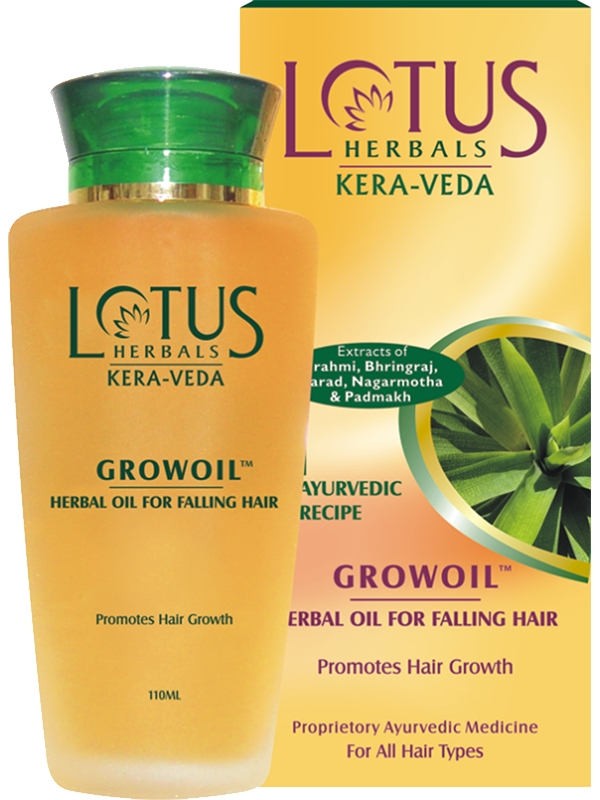 LOTUS
HERBALS
KERA-VEDA
GROWOIL™
HERBAL OIL FOR FALLING HAIR
Promotes Hair Growth
110ML
LOTUS
HERBALS
KERA-VEDA
Extracts of
rahmi, Bhringraj,
arad, Nagarmotha
& Padmakh
AYURVEDIC
RECIPE
GROWOIL™
ERBAL OIL FOR FALLING HAIR
Promotes Hair Growth
Proprietory Ayurvedic Medicine
For All Hair Types